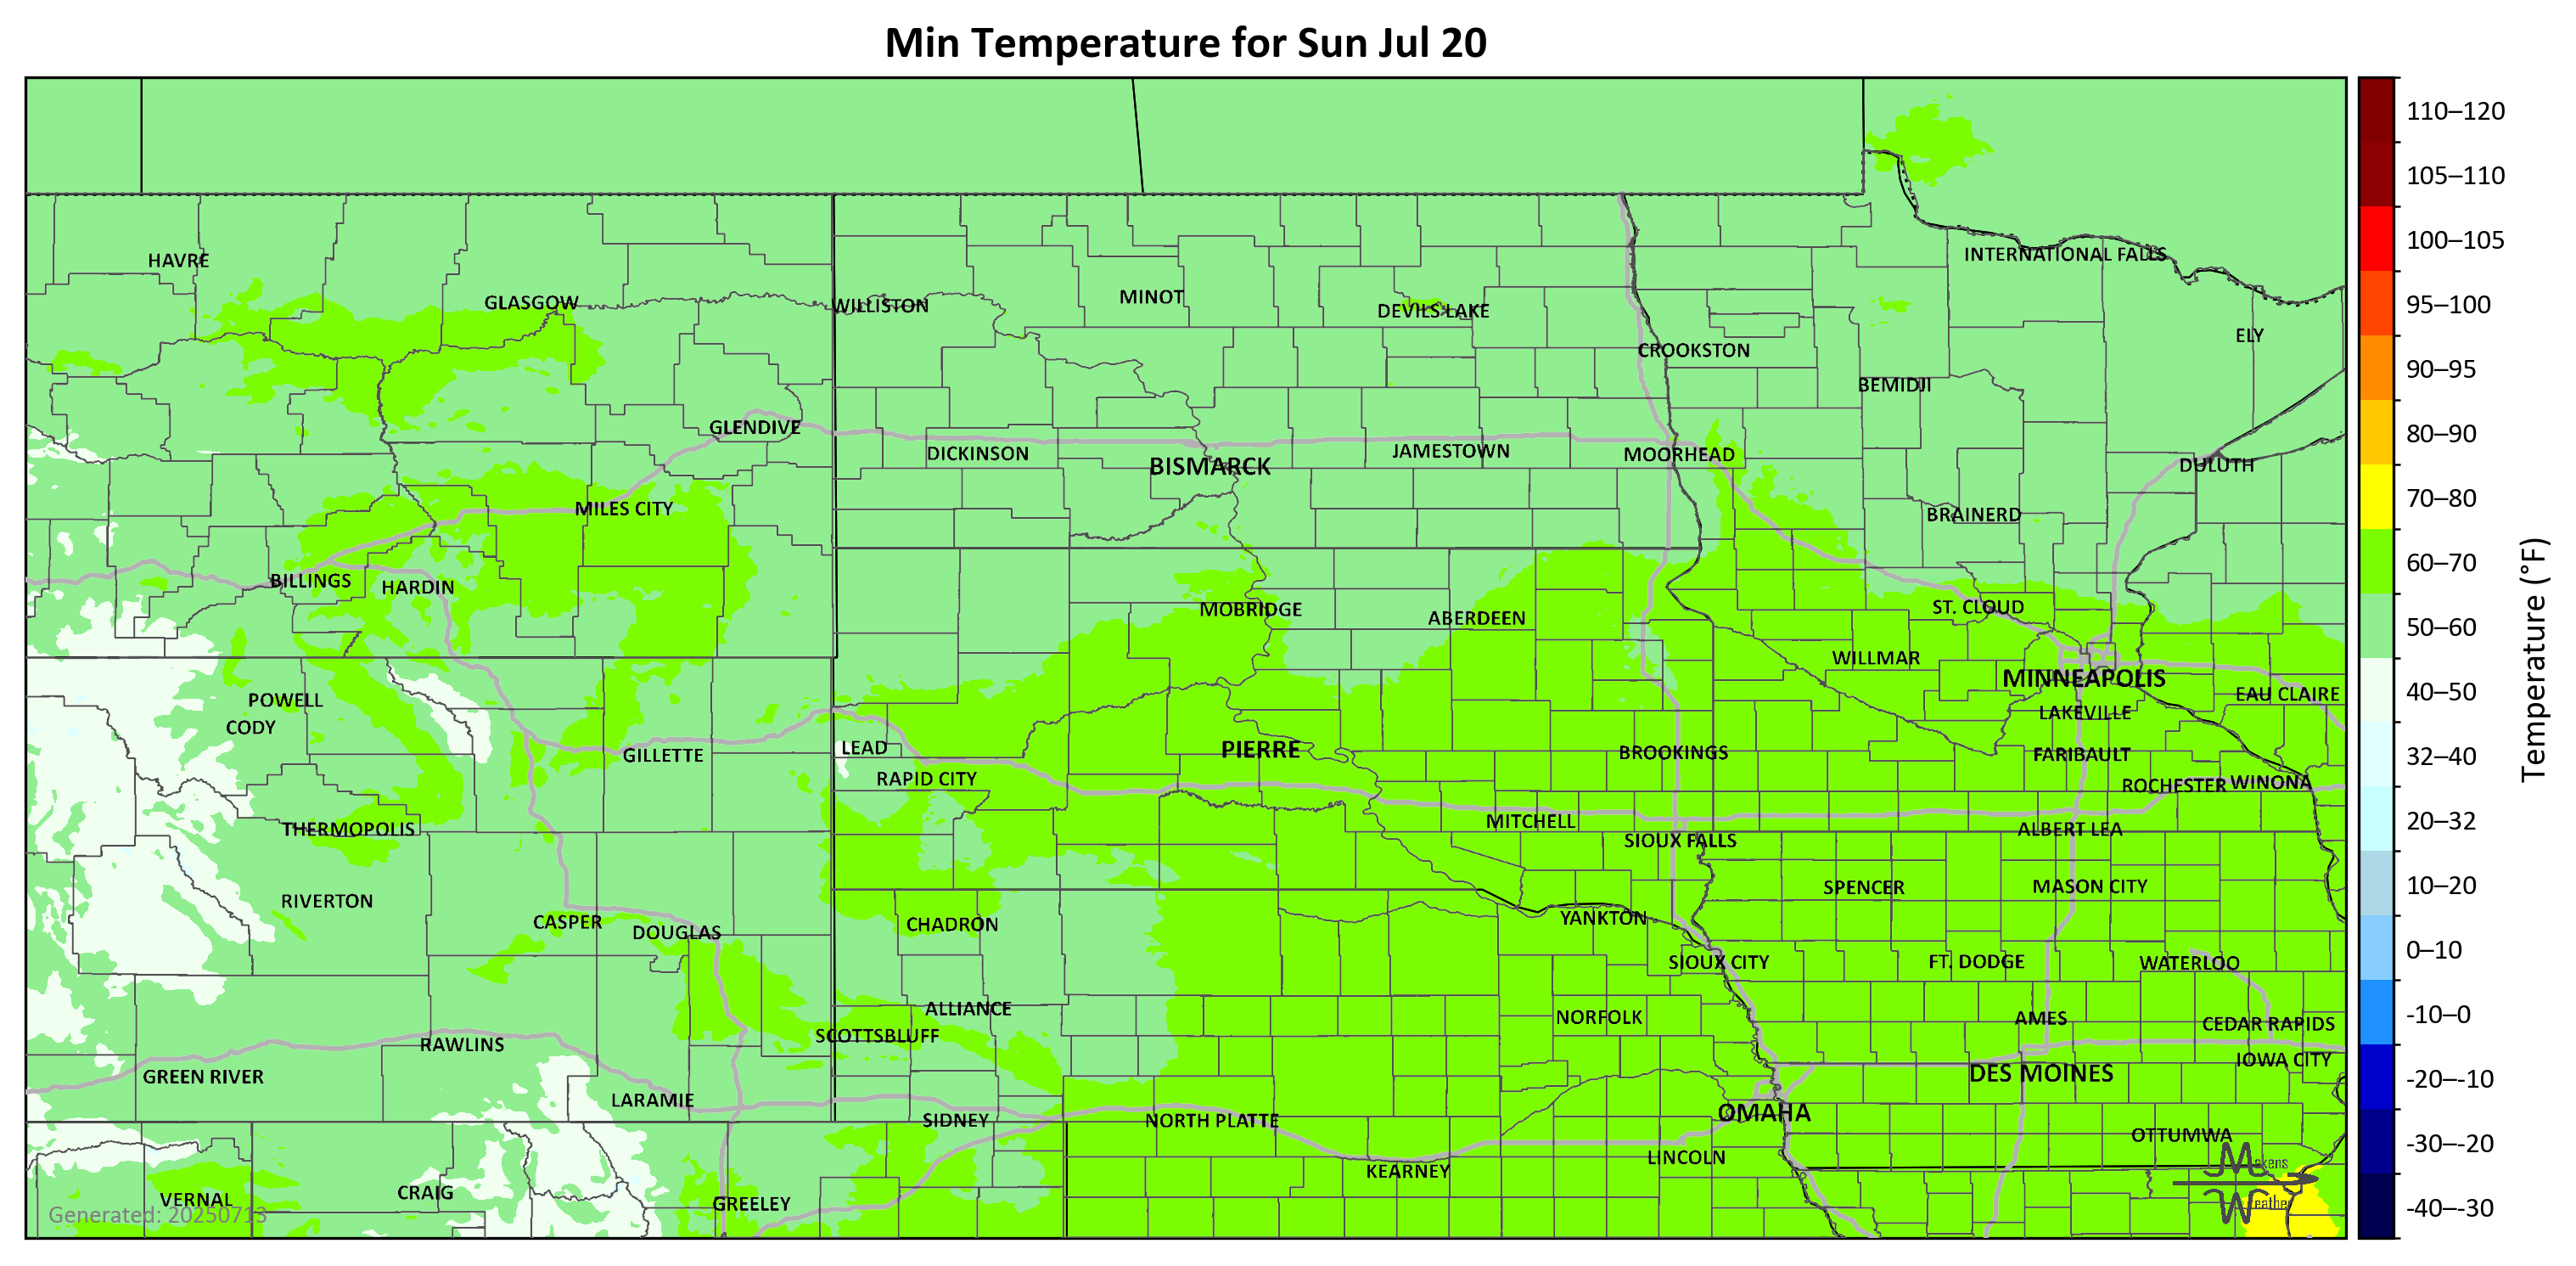 Min Temperature for Sun Jul 20
110–120
105–110
100–105
95–100
90–95
80–90
70–80
60–70
50–60
40–50
32–40
20–32
10–20
0–10
-10–0
-20–-10
-30–-20
-40–-30
Temperature (°F)
HAVRE
GLASGOW
WILLISTON
MINOT
DEVILS LAKE
INTERNATIONAL FALLS
ELY
CROOKSTON
BEMIDJI
GLENDIVE
DICKINSON
BISMARCK
JAMESTOWN
MOORHEAD
DULUTH
MILES CITY
BRAINERD
BILLINGS
HARDIN
MOBRIDGE
ABERDEEN
ST. CLOUD
WILLMAR
MINNEAPOLIS
EAU CLAIRE
POWELL
CODY
LAKEVILLE
GILLETTE
LEAD
PIERRE
BROOKINGS
FARIBAULT
RAPID CITY
ROCHESTER
WINONA
THERMOPOLIS
MITCHELL
SIOUX FALLS
ALBERT LEA
RIVERTON
SPENCER
MASON CITY
CASPER
DOUGLAS
CHADRON
YANKTON
SIOUX CITY
FT. DODGE
WATERLOO
ALLIANCE
NORFOLK
AMES
CEDAR RAPIDS
SCOTTSBLUFF
RAWLINS
IOWA CITY
GREEN RIVER
DES MOINES
LARAMIE
SIDNEY
NORTH PLATTE
OMAHA
OTTUMWA
LINCOLN
KEARNEY
VERNAL
CRAIG
GREELEY
Makens
Weather
Generated: 20250713